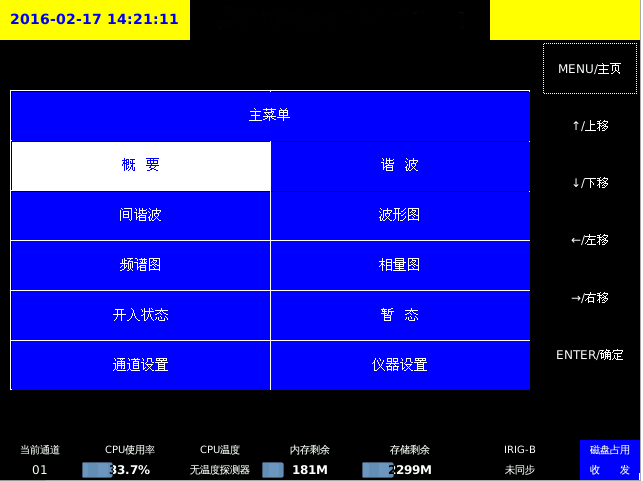 2016-02-17 14:21:11
MENU/主页
主菜单
↑/上移
概 要 谐 波
↓/下移
间谐波 波形图
←/左移
频谱图 相量图
→/右移
开入状态 暂 态
ENTER/确定
通道设置 仪器设置
当前通道 CPU使用率 CPU温度 内存剩余 存储剩余 IRIG-B 磁盘占用
01 33.7% 无温度探测器 181M 2299M 未同步 收 发